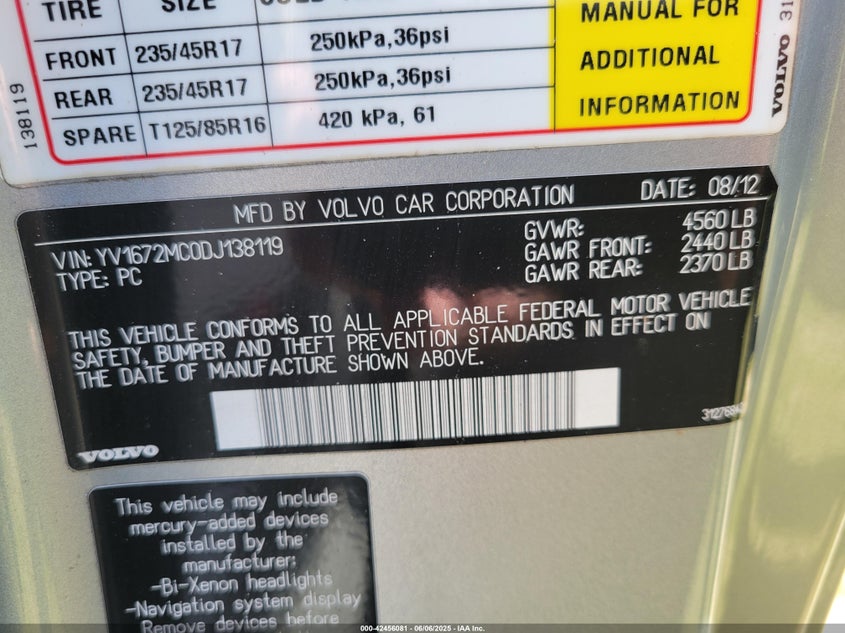 TIRE SIZE
FRONT 235/45R17 250kPa,36psi
REAR 235/45R17 250kPa,36psi
SPARE T125/85R16 420 kPa, 61
MANUAL FOR
ADDITIONAL
INFORMATION
138119
VOLVO 31
MFD BY VOLVO CAR CORPORATION DATE: 08/12
VIN: YV1672MC0DJ138119
TYPE: PC
GVWR: 4560 LB
GAWR FRONT: 2440 LB
GAWR REAR: 2370 LB
THIS VEHICLE CONFORMS TO ALL APPLICABLE FEDERAL MOTOR VEHICLE
SAFETY, BUMPER AND THEFT PREVENTION STANDARDS IN EFFECT ON
THE DATE OF MANUFACTURE SHOWN ABOVE.
VOLVO
This vehicle may include
mercury-added devices
installed by the
manufacturer:
-Bi-Xenon headlights
-Navigation system display
Remove devices before
000-42456081 - 06/06/2025 - IAA Inc.